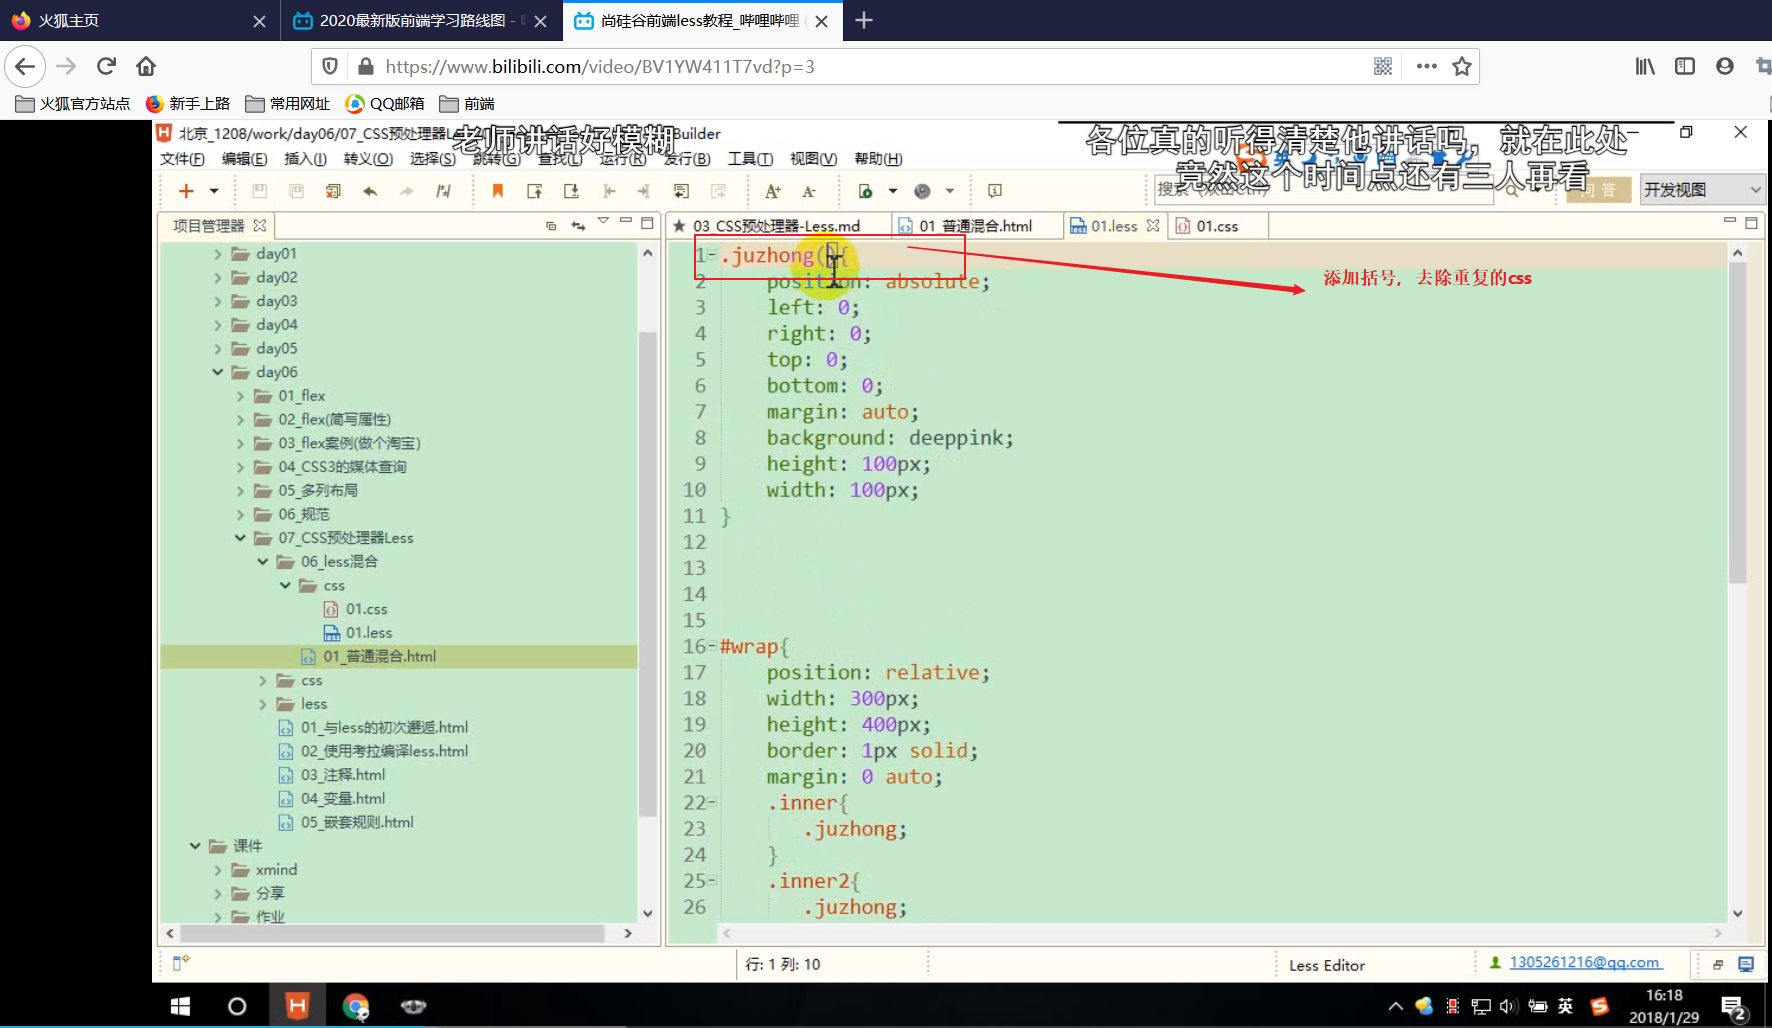 火狐主页
2020最新版前端学习路线图 -
尚硅谷前端less教程_哔哩哔哩
https://www.bilibili.com/video/BV1YW411T7vd?p=3
火狐官方站点
新手上路
常用网址
QQ邮箱
前端
北京_1208/work/day06/07_CSS预处理器Le
Builder
老师讲话好模糊
各位真的听得清楚他讲话吗，就在此处
竟然这个时间点还有三人再看
文件(F) 编辑(E) 插入(I) 转义(O) 选择(S) 跳转(G) 查找(L) 运行(R) 发行(B) 工具(T) 视图(V) 帮助(H)
问答
开发视图
项目管理器
03_CSS预处理器-Less.md
01_普通混合.html
01.less
01.css
day01
day02
day03
day04
day05
day06
01_flex
02_flex(简写属性)
03_flex案例(做个淘宝)
04_CSS3的媒体查询
05_多列布局
06_规范
07_CSS预处理器Less
06_less混合
css
01.css
01.less
01_普通混合.html
css
less
01_与less的初次邂逅.html
02_使用考拉编译less.html
03_注释.html
04_变量.html
05_嵌套规则.html
课件
xmind
分享
作业
1 .juzhong(){
2 position: absolute;
3 left: 0;
4 right: 0;
5 top: 0;
6 bottom: 0;
7 margin: auto;
8 background: deeppink;
9 height: 100px;
10 width: 100px;
11 }
12
13
14
15
16 #wrap{
17 position: relative;
18 width: 300px;
19 height: 400px;
20 border: 1px solid;
21 margin: 0 auto;
22 .inner{
23 .juzhong;
24 }
25 .inner2{
26 .juzhong;
添加括号，去除重复的css
行: 1 列: 10
Less Editor
1305261216@qq.com
英
16:18
2018/1/29
2